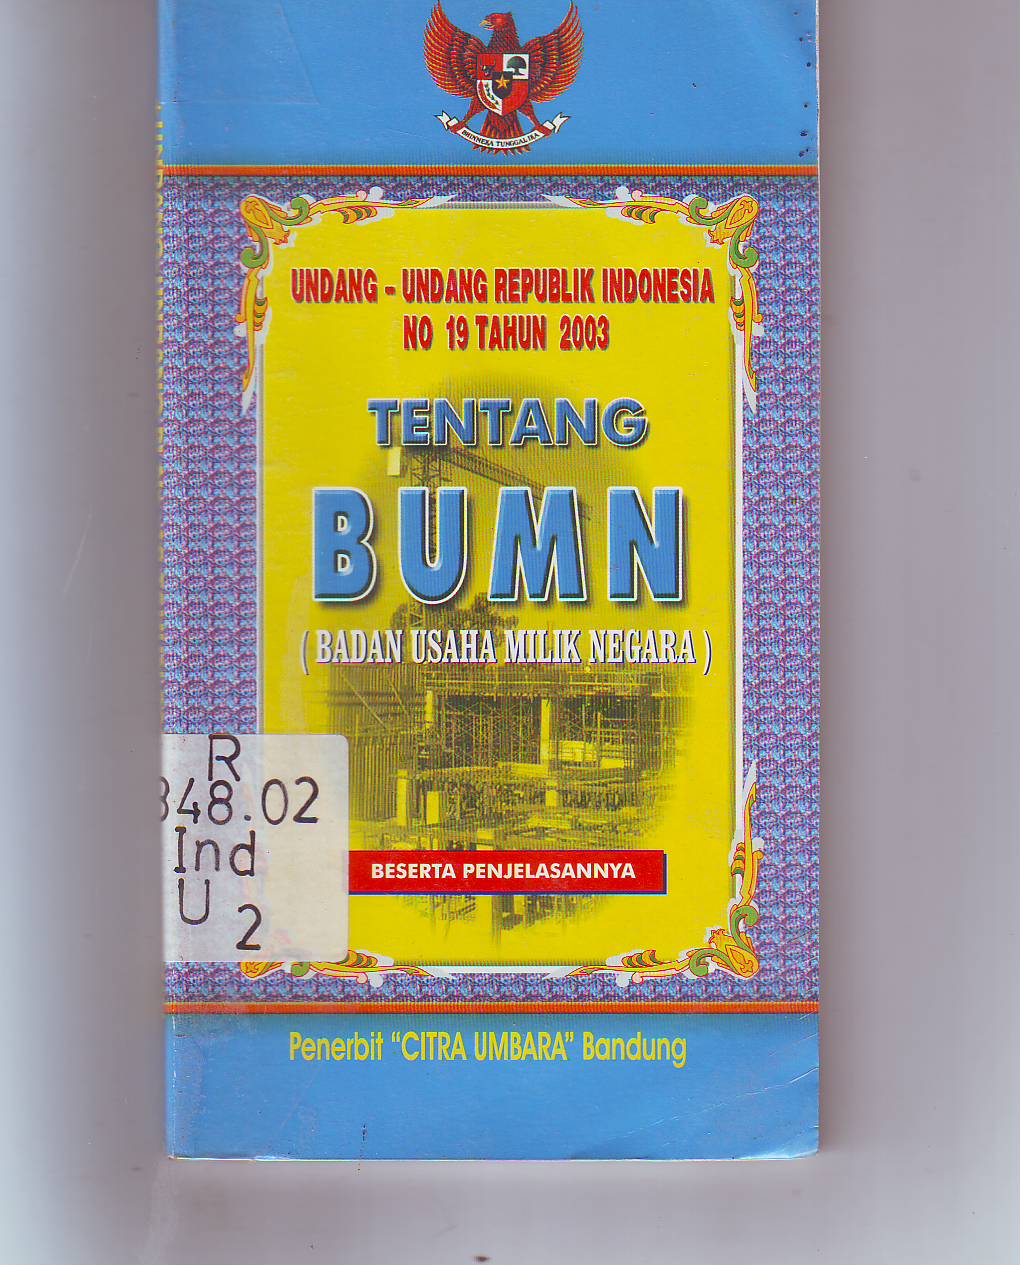 BHINNEKA TUNGGAL IKA
UNDANG - UNDANG REPUBLIK INDONESIA
NO 19 TAHUN 2003
TENTANG
BUMN
( BADAN USAHA MILIK NEGARA )
R
348.02
Ind
U 2
BESERTA PENJELASANNYA
Penerbit “CITRA UMBARA” Bandung